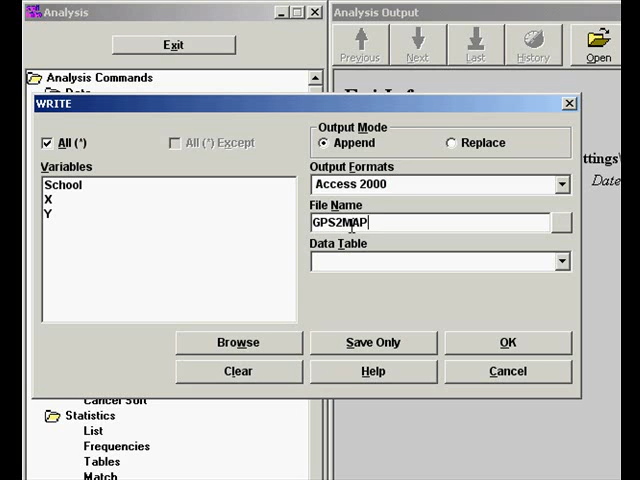 Analysis
Analysis Output
Exit
Previous
Next
Last
History
Open
Analysis Commands
WRITE
All (*)
All (*) Except
Output Mode
Append
Replace
Variables
School
X
Y
Output Formats
Access 2000
File Name
GPS2MAP
Data Table
ttings\
Date
Browse
Save Only
OK
Clear
Help
Cancel
Cancel Sort
Statistics
List
Frequencies
Tables
Match